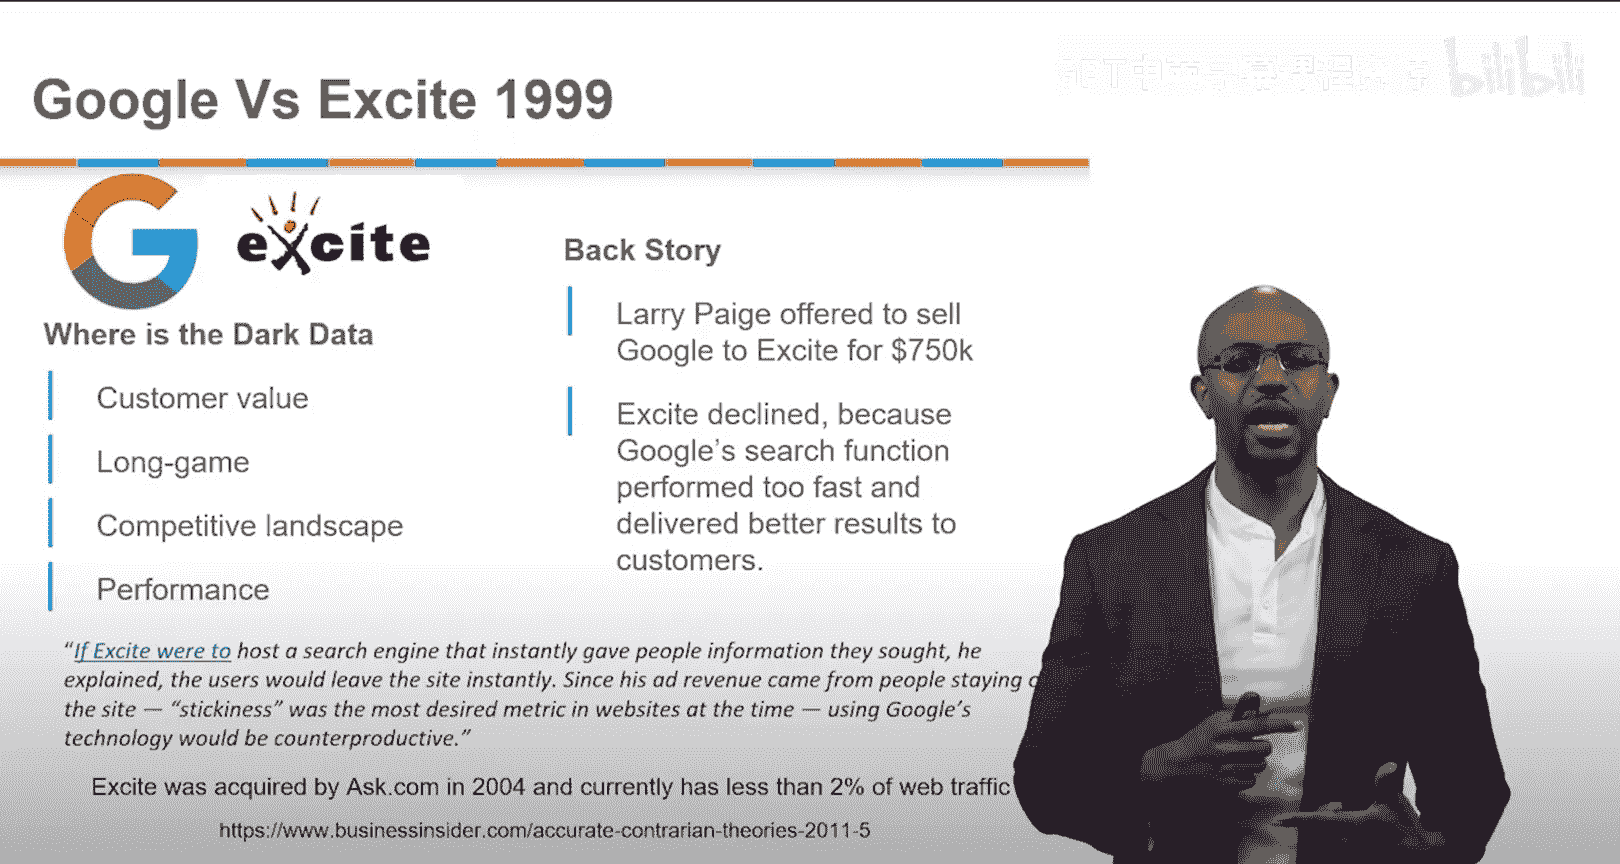 Google Vs Excite 1999
bilibili
excite
Where is the Dark Data
Customer value
Long-game
Competitive landscape
Performance
Back Story
Larry Paige offered to sell
Google to Excite for $750k
Excite declined, because
Google’s search function
performed too fast and
delivered better results to
customers.
“If Excite were to host a search engine that instantly gave people information they sought, he
explained, the users would leave the site instantly. Since his ad revenue came from people staying
the site — “stickiness” was the most desired metric in websites at the time — using Google’s
technology would be counterproductive.”
Excite was acquired by Ask.com in 2004 and currently has less than 2% of web traffic
https://www.businessinsider.com/accurate-contrarian-theories-2011-5